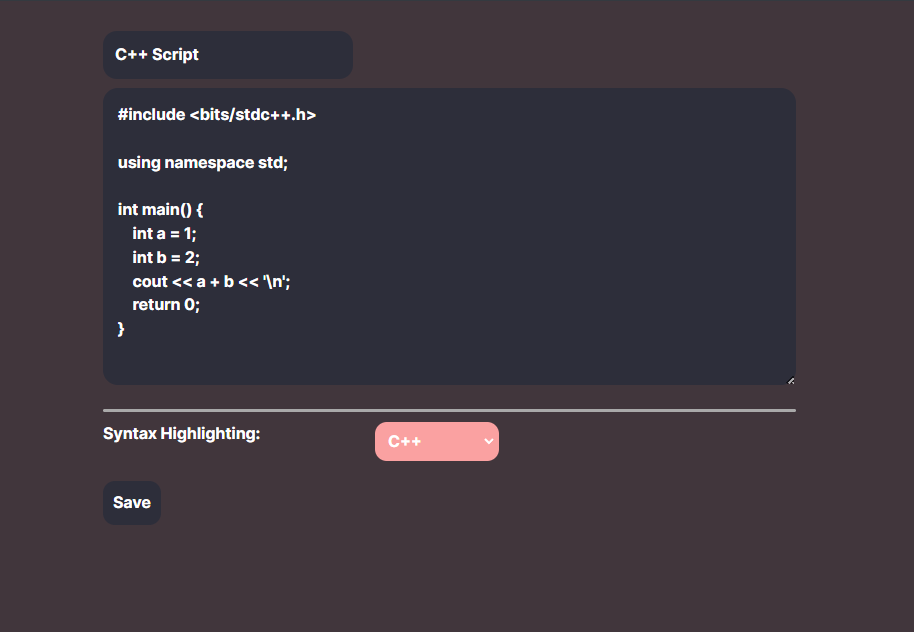 C++ Script
#include <bits/stdc++.h>
using namespace std;
int main() {
int a = 1;
int b = 2;
cout << a + b << '\n';
return 0;
}
Syntax Highlighting:
C++
Save